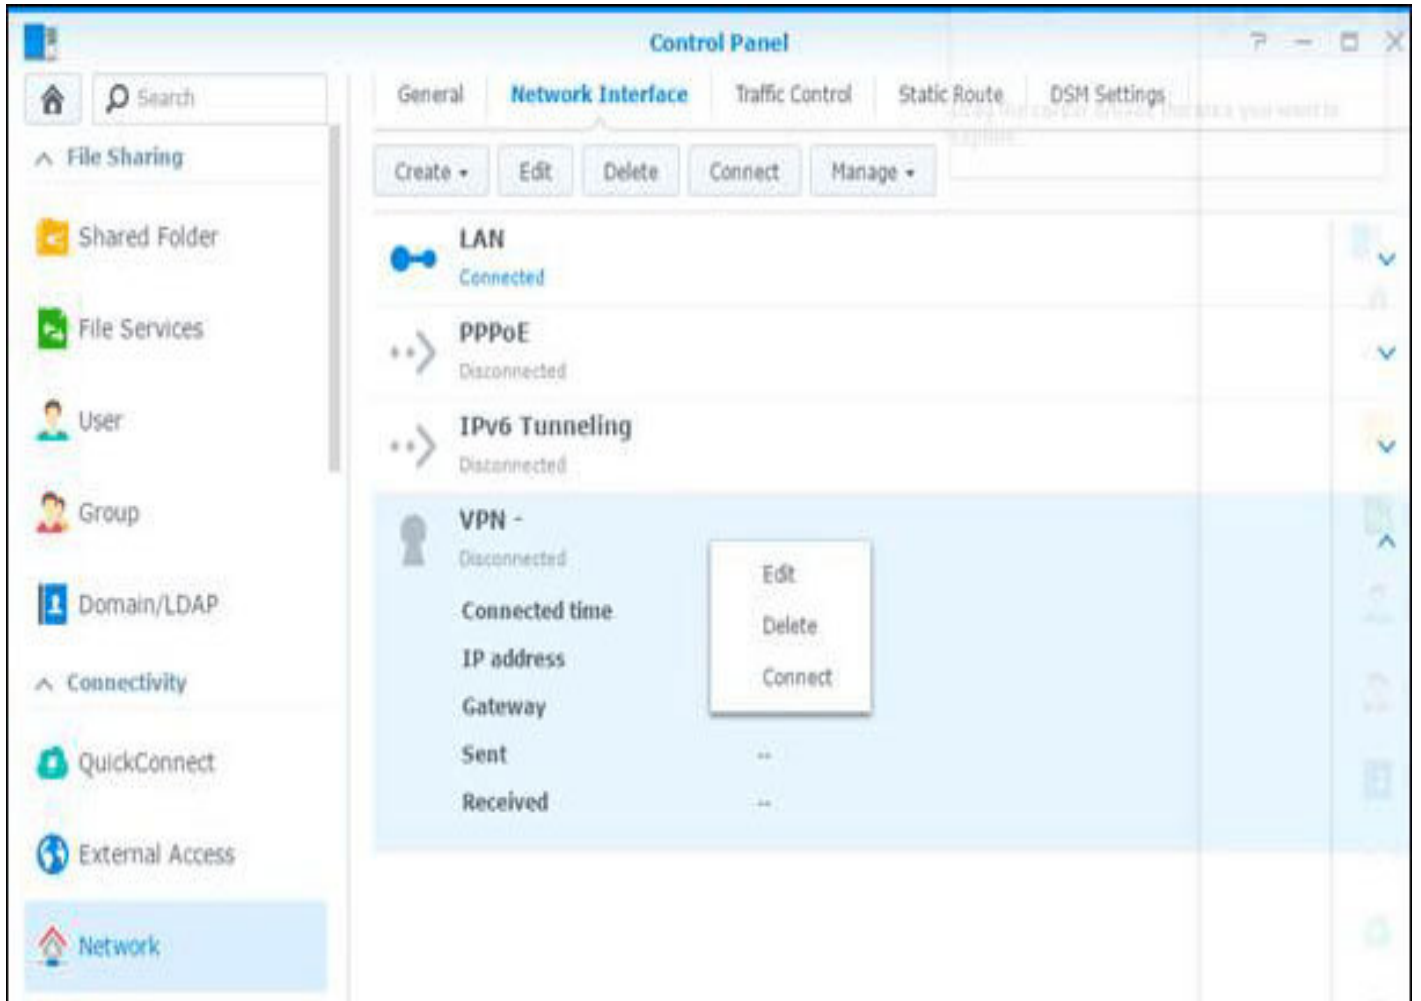 Control Panel
Search
General
Network Interface
Traffic Control
Static Route
DSM Settings
File Sharing
Shared Folder
File Services
User
Group
Domain/LDAP
Connectivity
QuickConnect
External Access
Network
Create
Edit
Delete
Connect
Manage
LAN
Connected
PPPoE
Disconnected
IPv6 Tunneling
Disconnected
VPN -
Disconnected
Connected time
IP address
Gateway
Sent --
Received --
Edit
Delete
Connect